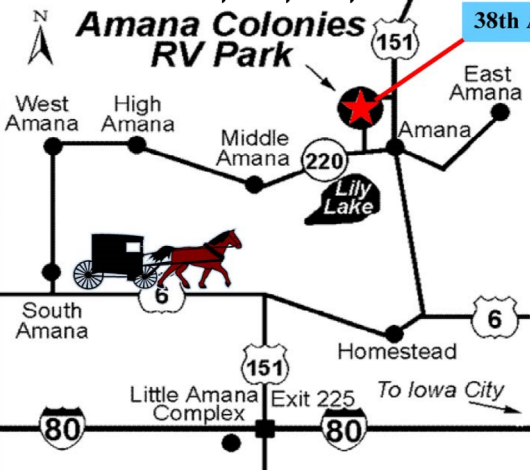 N
Amana Colonies
RV Park
151
38th
East
Amana
West
Amana
High
Amana
Middle
Amana
220
Amana
Lily
Lake
6
South
Amana
6
Homestead
151
Little Amana
Complex
Exit 225
To Iowa City
80
80